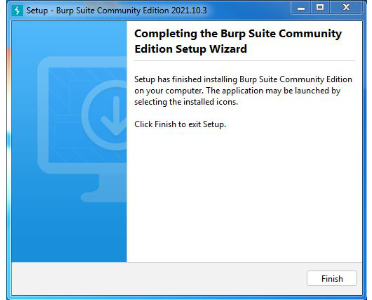 Setup - Burp Suite Community Edition 2021.10.3
Completing the Burp Suite Community
Edition Setup Wizard
Setup has finished installing Burp Suite Community Edition
on your computer. The application may be launched by
selecting the installed icons.
Click Finish to exit Setup.
Finish